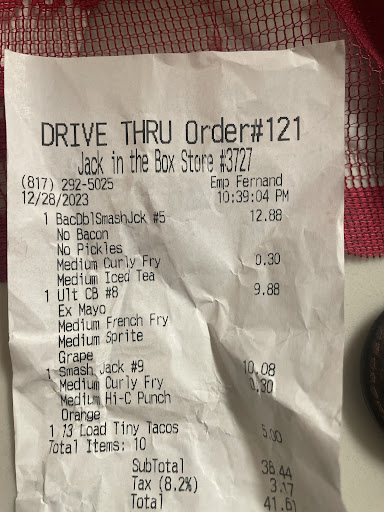 DRIVE THRU Order#121
Jack in the Box Store #3727
(817) 292-5025 Emp Fernand
12/28/2023 10:39:04 PM
1 BacDblSmashJck #5 12.88
No Bacon
No Pickles
Medium Curly Fry 0.30
Medium Iced Tea
1 Ult CB #8 9.88
Ex Mayo
Medium French Fry
Medium Sprite
Grape
1 Smash Jack #9 10.08
Medium Curly Fry 0.30
Medium Hi-C Punch
Orange
1 13 Load Tiny Tacos 5.00
Total Items: 10
SubTotal 38.44
Tax (8.2%) 3.17
Total 41.61